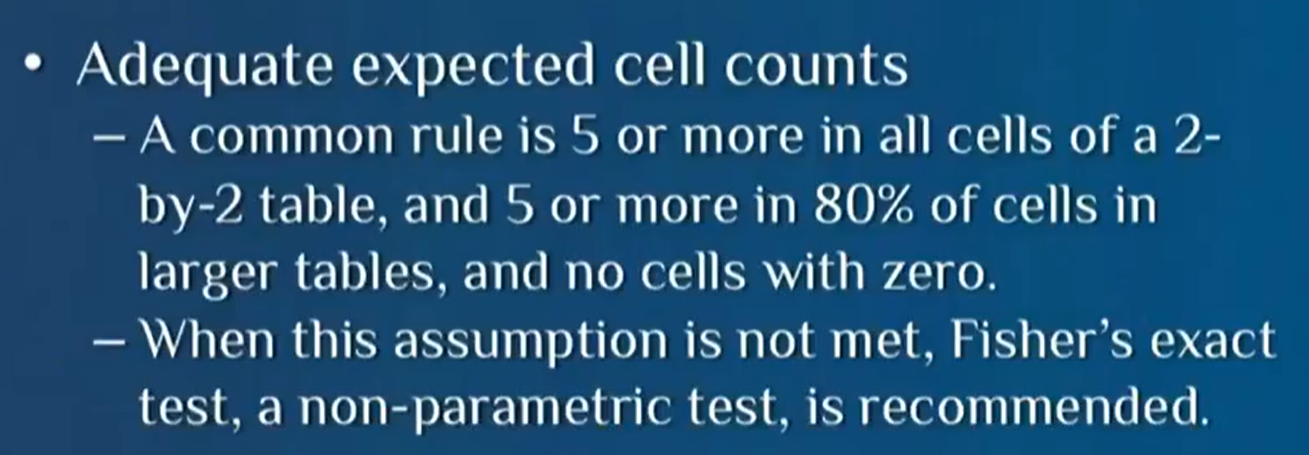 • Adequate expected cell counts
– A common rule is 5 or more in all cells of a 2-
by-2 table, and 5 or more in 80% of cells in
larger tables, and no cells with zero.
– When this assumption is not met, Fisher’s exact
test, a non-parametric test, is recommended.